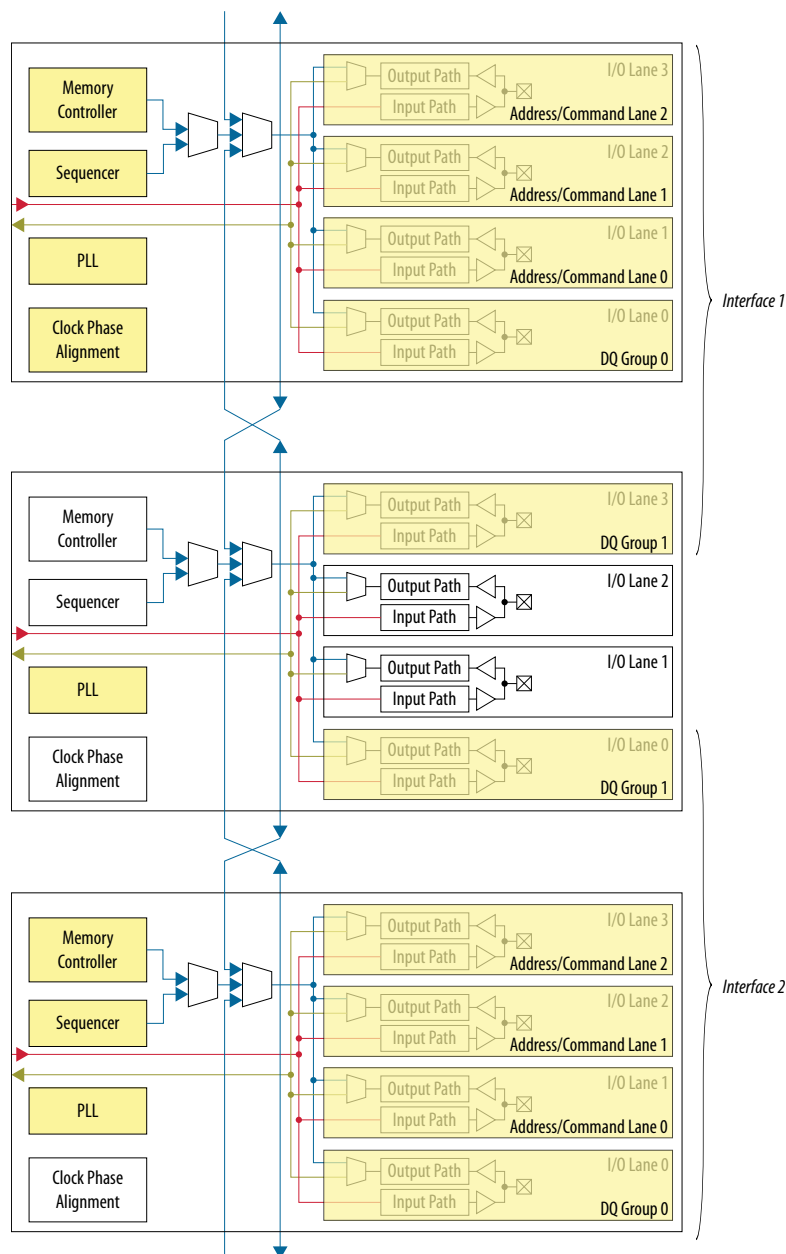 Memory
Controller
Sequencer
PLL
Clock Phase
Alignment
I/O Lane 3
Output Path
Input Path
Address/Command Lane 2
I/O Lane 2
Output Path
Input Path
Address/Command Lane 1
I/O Lane 1
Output Path
Input Path
Address/Command Lane 0
I/O Lane 0
Output Path
Input Path
DQ Group 0
Interface 1
Memory
Controller
Sequencer
PLL
Clock Phase
Alignment
I/O Lane 3
Output Path
Input Path
DQ Group 1
I/O Lane 2
Output Path
Input Path
I/O Lane 1
Output Path
Input Path
I/O Lane 0
Output Path
Input Path
DQ Group 1
Memory
Controller
Sequencer
PLL
Clock Phase
Alignment
I/O Lane 3
Output Path
Input Path
Address/Command Lane 2
I/O Lane 2
Output Path
Input Path
Address/Command Lane 1
I/O Lane 1
Output Path
Input Path
Address/Command Lane 0
I/O Lane 0
Output Path
Input Path
DQ Group 0
Interface 2